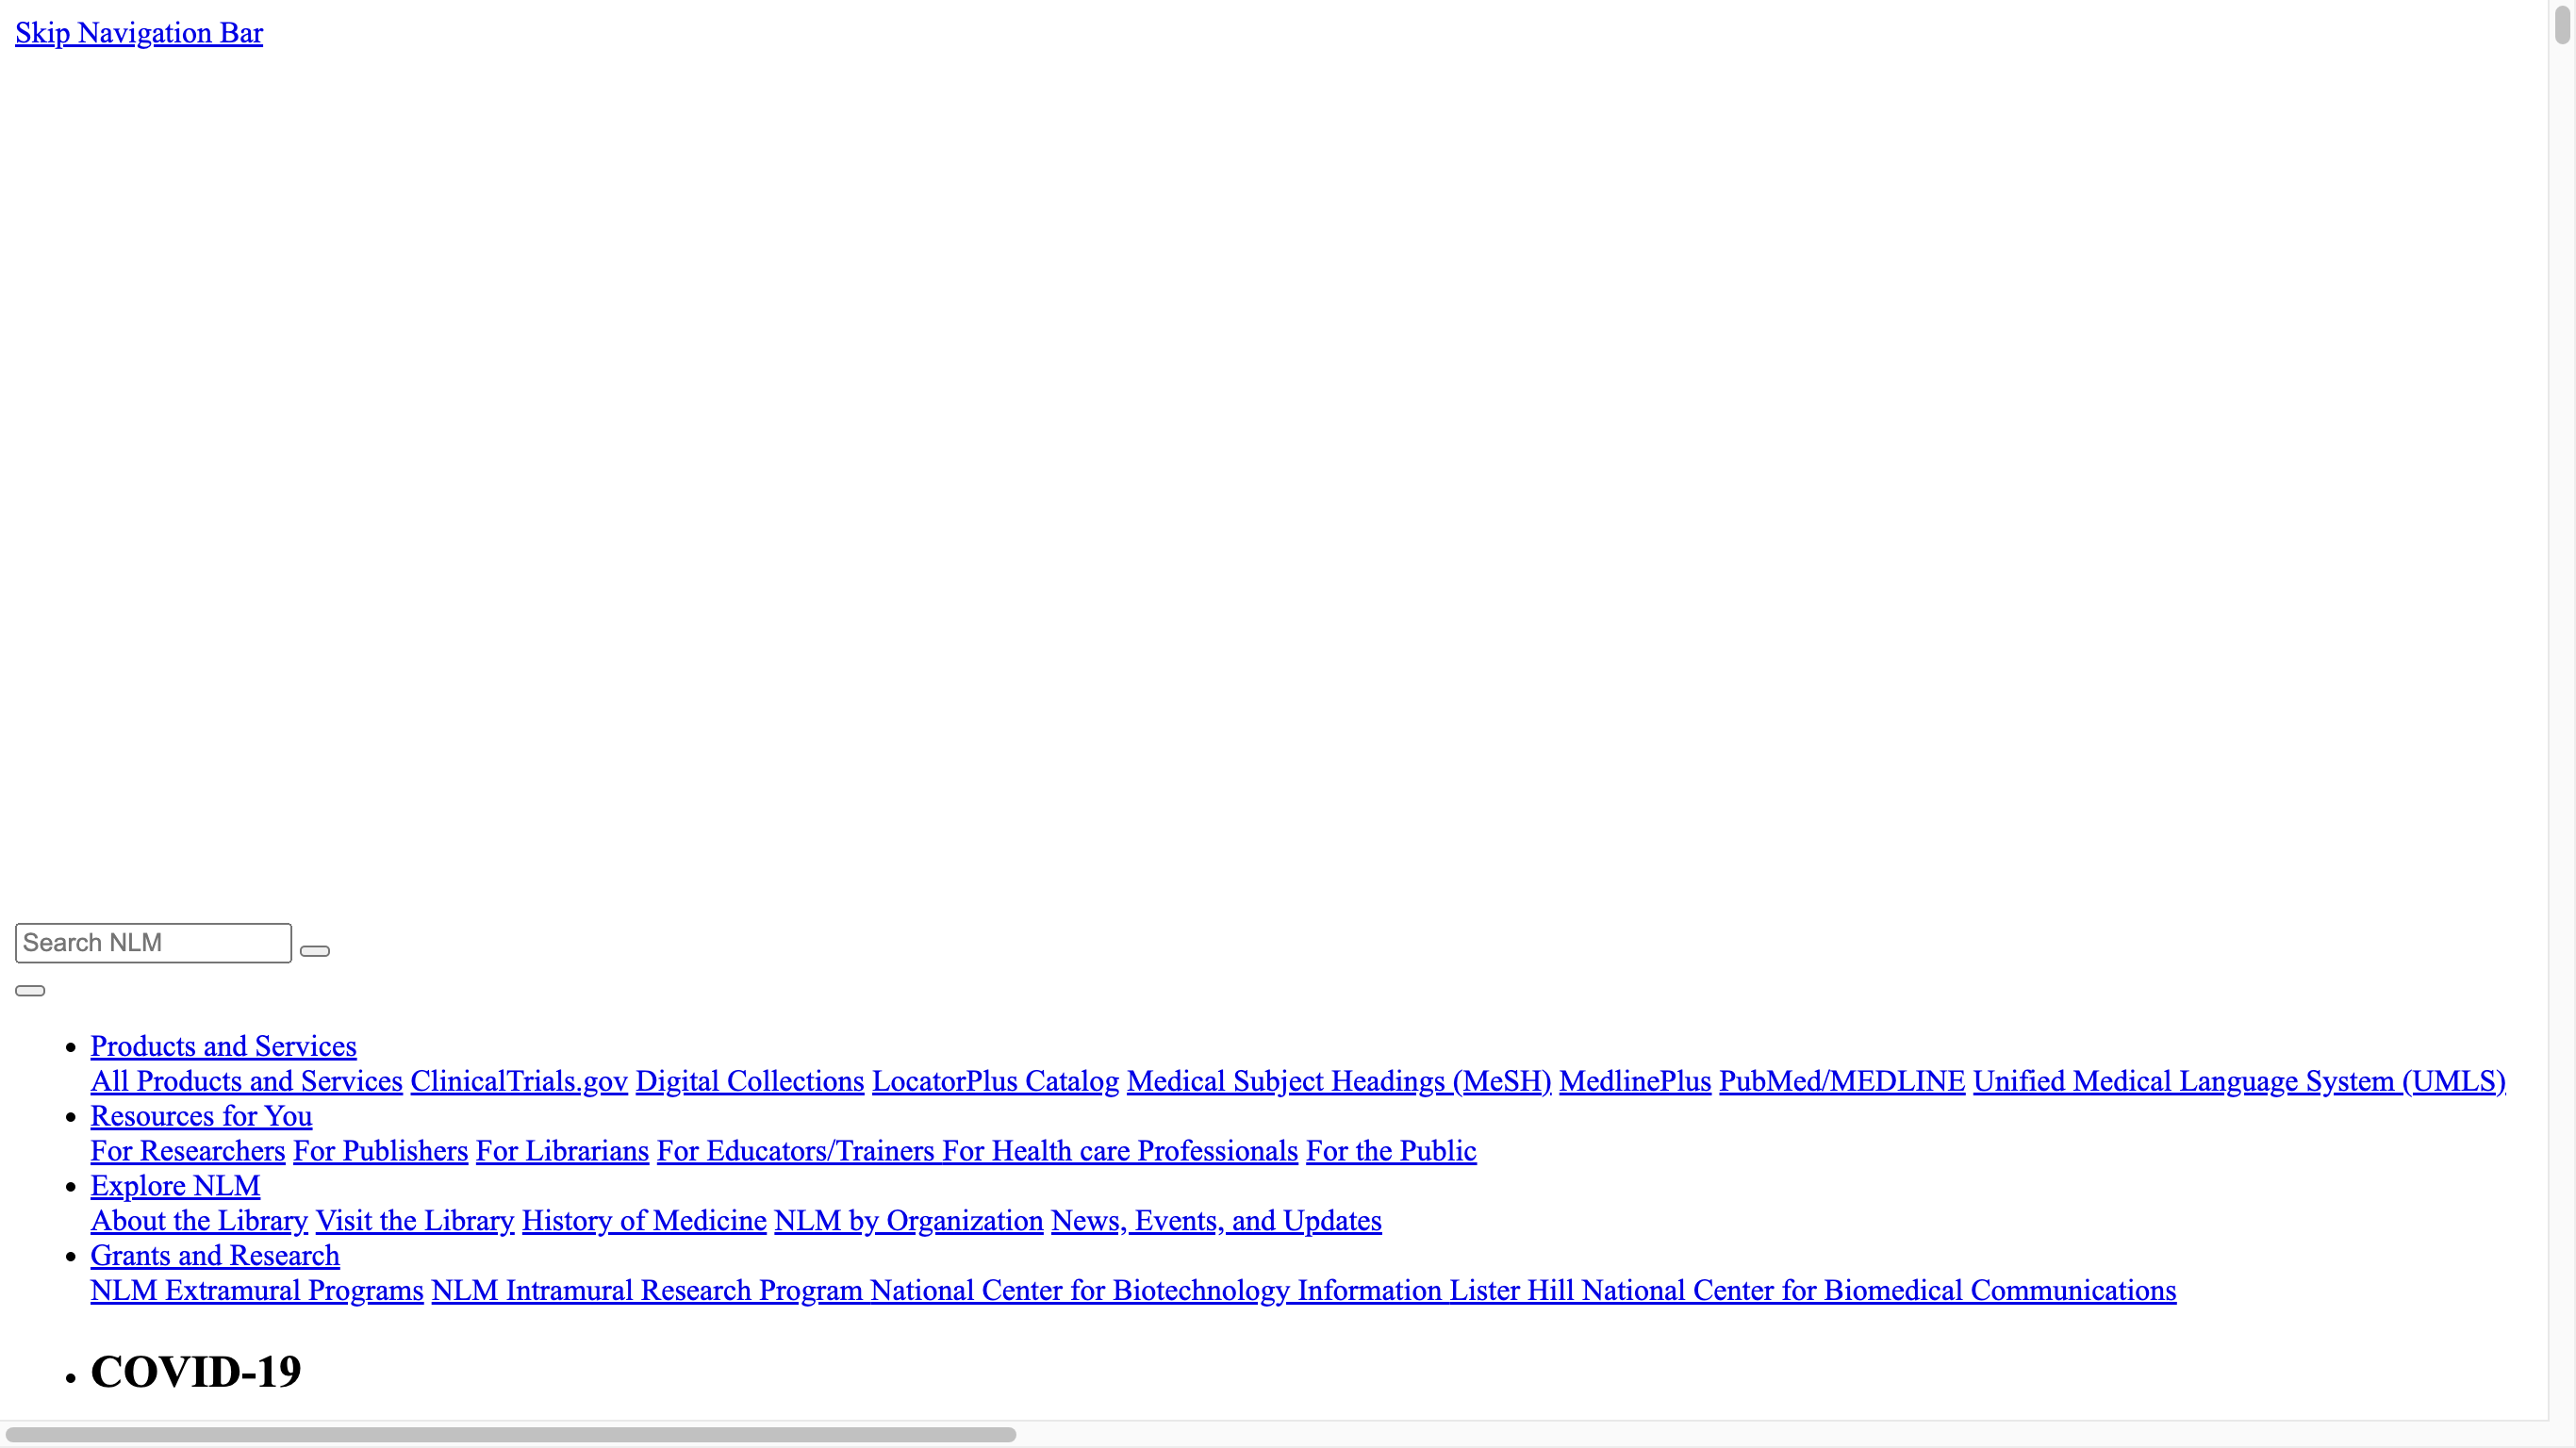 Skip Navigation Bar
Search NLM
Products and Services
All Products and Services ClinicalTrials.gov Digital Collections LocatorPlus Catalog Medical Subject Headings (MeSH) MedlinePlus PubMed/MEDLINE Unified Medical Language System (UMLS)
Resources for You
For Researchers For Publishers For Librarians For Educators/Trainers For Health care Professionals For the Public
Explore NLM
About the Library Visit the Library History of Medicine NLM by Organization News, Events, and Updates
Grants and Research
NLM Extramural Programs NLM Intramural Research Program National Center for Biotechnology Information Lister Hill National Center for Biomedical Communications
COVID-19